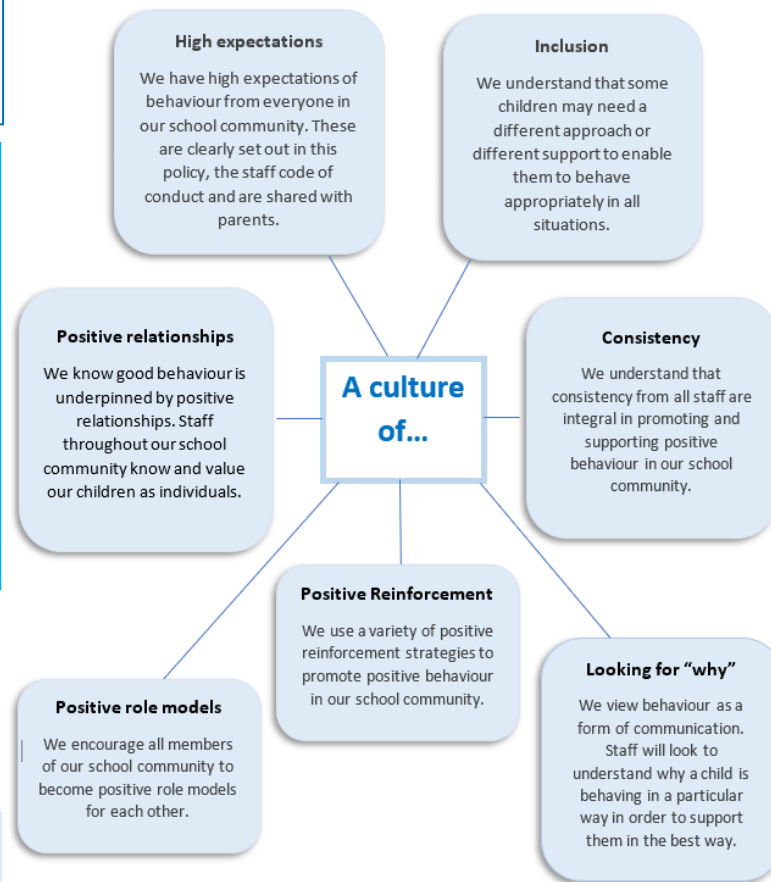 High expectations
We have high expectations of
behaviour from everyone in
our school community. These
are clearly set out in this
policy, the staff code of
conduct and are shared with
parents.
Inclusion
We understand that some
children may need a
different approach or
different support to enable
them to behave
appropriately in all
situations.
Positive relationships
We know good behaviour is
underpinned by positive
relationships. Staff
throughout our school
community know and value
our children as individuals.
A culture
of...
Consistency
We understand that
consistency from all staff are
integral in promoting and
supporting positive
behaviour in our school
community.
Positive Reinforcement
We use a variety of positive
reinforcement strategies to
promote positive behaviour
in our school community.
Positive role models
We encourage all members
of our school community to
become positive role models
for each other.
Looking for “why”
We view behaviour as a
form of communication.
Staff will look to
understand why a child is
behaving in a particular
way in order to support
them in the best way.